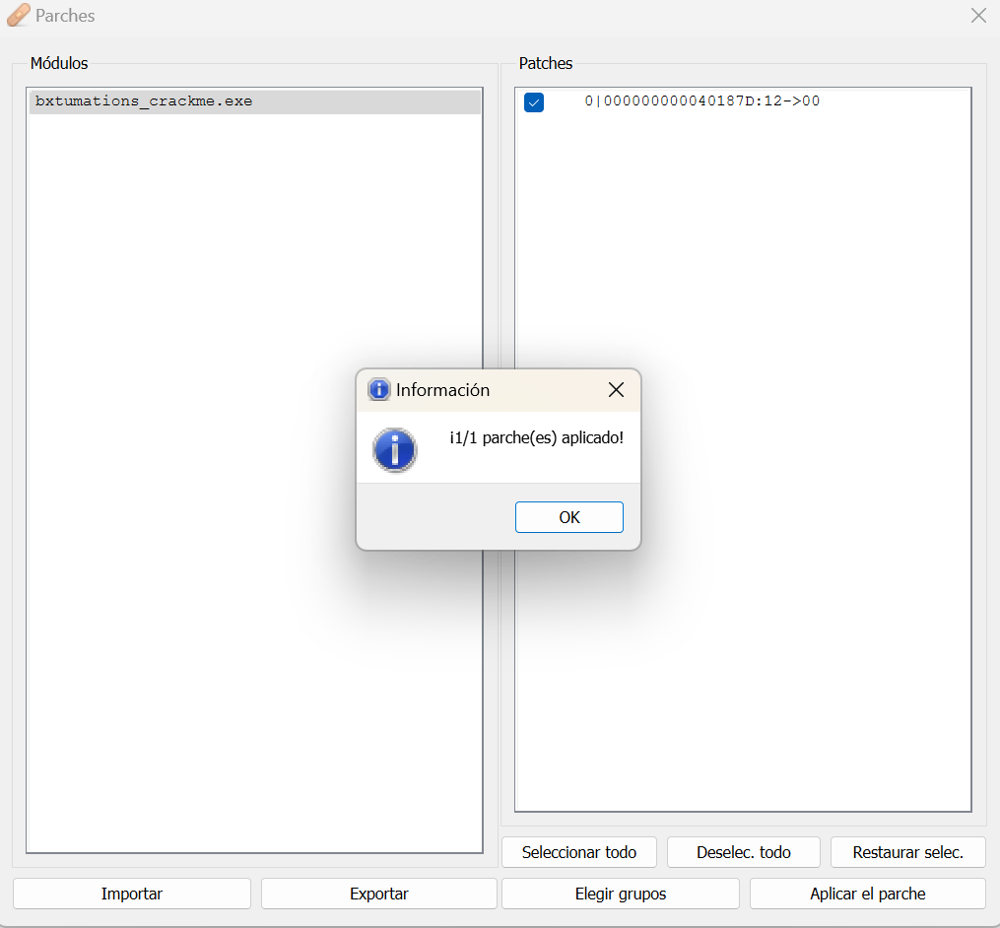 Parches
Módulos
Patches
bxtumations_crackme.exe
0|000000000040187D:12->00
Información
¡1/1 parche(es) aplicado!
OK
Seleccionar todo
Deselec. todo
Restaurar selec.
Importar
Exportar
Elegir grupos
Aplicar el parche